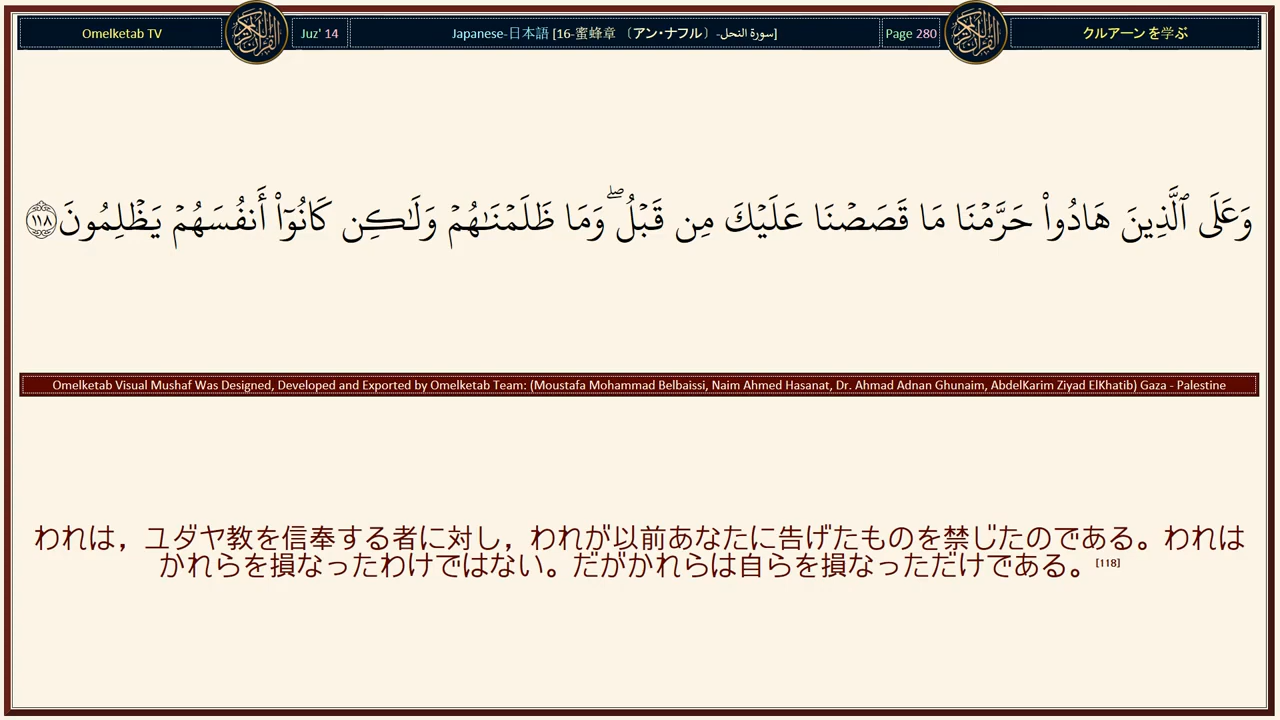 Omelketab TV
Juz' 14
Japanese-日本語 [16-蜜蜂章 〔アン・ナフル〕 -سورة النحل]
Page 280
クルアーン を学ぶ
وَعَلَى ٱلَّذِينَ هَادُواْ حَرَّمۡنَا مَا قَصَصۡنَا عَلَيۡكَ مِن قَبۡلُۖ وَمَا ظَلَمۡنَٰهُمۡ وَلَٰكِن كَانُوٓاْ أَنفُسَهُمۡ يَظۡلِمُونَ ١١٨
Omelketab Visual Mushaf Was Designed, Developed and Exported by Omelketab Team: (Moustafa Mohammad Belbaissi, Naim Ahmed Hasanat, Dr. Ahmad Adnan Ghunaim, AbdelKarim Ziyad ElKhatib) Gaza - Palestine
われは，ユダヤ教を信奉する者に対し，われが以前あなたに告げたものを禁じたのである。われは
かれらを損なったわけではない。だがかれらは自らを損なっただけである。[118]